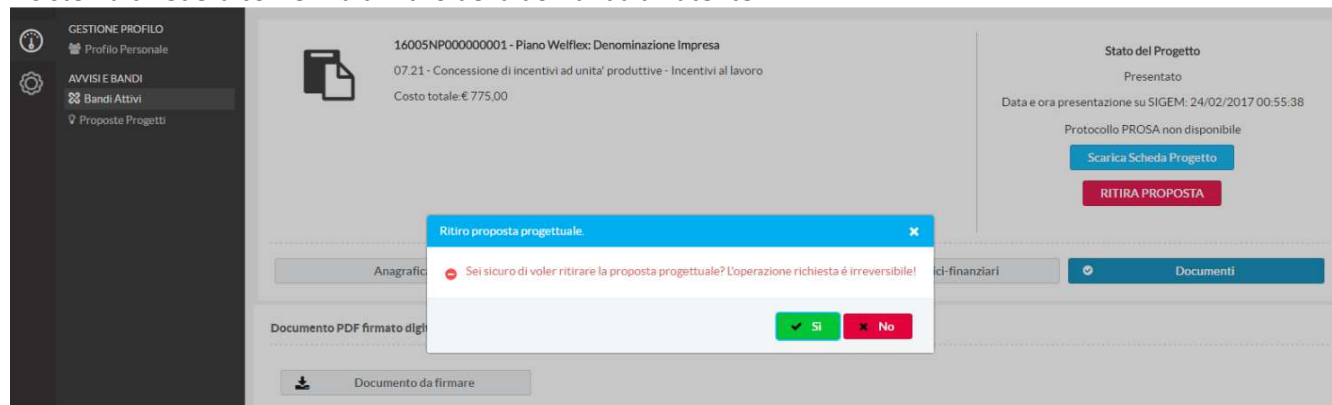 GESTIONE PROFILO
Profilo Personale
AVVISI E BANDI
Bandi Attivi
Proposte Progetti
16005NP000000001 - Piano Welflex: Denominazione Impresa
07.21 - Concessione di incentivi ad unita' produttive - Incentivi al lavoro
Costo totale:€ 775,00
Stato del Progetto
Presentato
Data e ora presentazione su SIGEM: 24/02/2017 00:55:38
Protocollo PROSA non disponibile
Scarica Scheda Progetto
RITIRA PROPOSTA
Ritiro proposta progettuale.
Sei sicuro di voler ritirare la proposta progettuale? L'operazione richiesta é irreversibile!
Si No
Anagrafic ici-finanziari Documenti
Documento PDF firmato digit
Documento da firmare